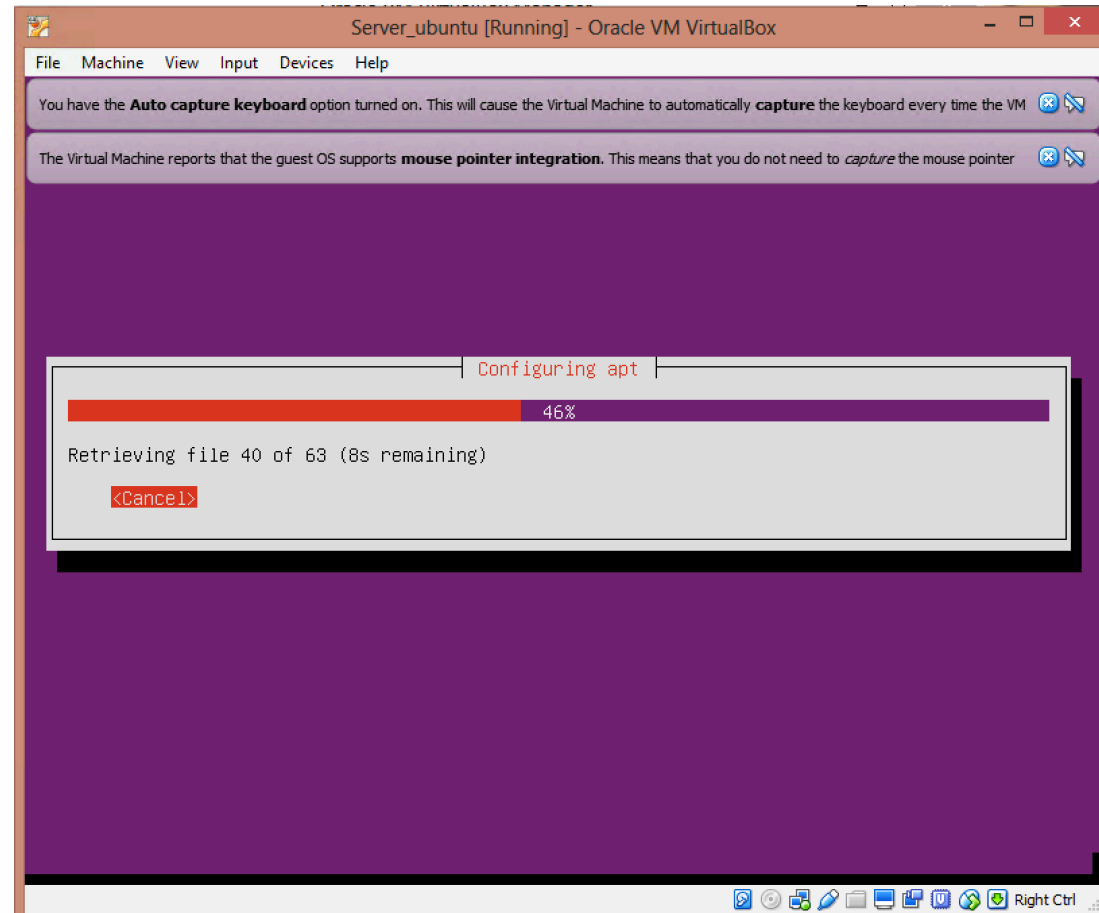 Server_ubuntu [Running] - Oracle VM VirtualBox
File Machine View Input Devices Help
You have the Auto capture keyboard option turned on. This will cause the Virtual Machine to automatically capture the keyboard every time the VM
The Virtual Machine reports that the guest OS supports mouse pointer integration. This means that you do not need to capture the mouse pointer
Configuring apt
46%
Retrieving file 40 of 63 (8s remaining)
<Cancel>
Right Ctrl